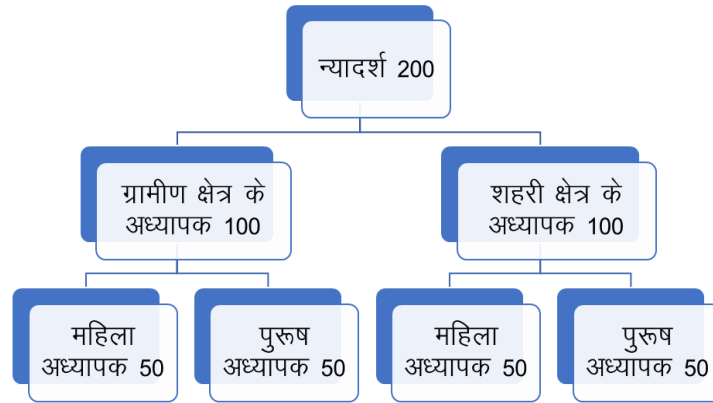 न्यादर्श 200
ग्रामीण क्षेत्र के
अध्यापक 100
शहरी क्षेत्र के
अध्यापक 100
महिला
अध्यापक 50
पुरूष
अध्यापक 50
महिला
अध्यापक 50
पुरूष
अध्यापक 50